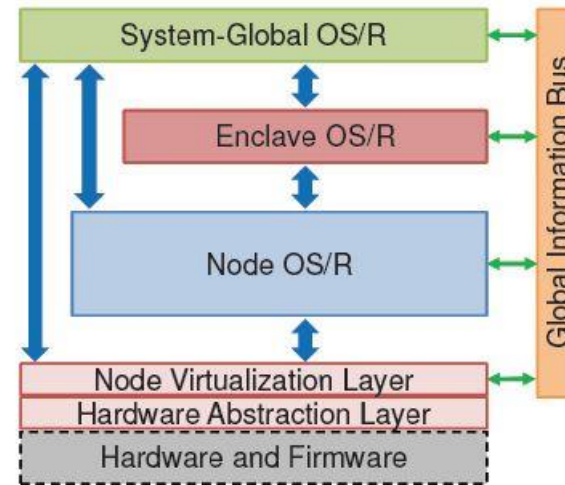 System-Global OS/R
Enclave OS/R
Node OS/R
Node Virtualization Layer
Hardware Abstraction Layer
Hardware and Firmware
Global Information Bus